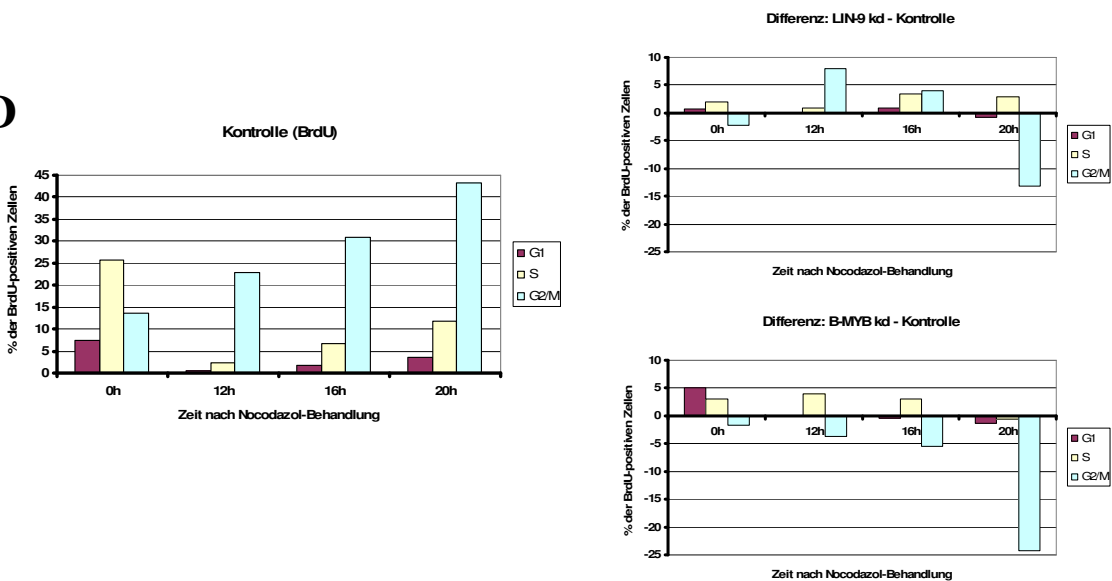 D
Kontrolle (BrdU)
% der BrdU-positiven Zellen
45
40
35
30
25
20
15
10
5
0
0h 12h 16h 20h
Zeit nach Nocodazol-Behandlung
G1
S
G2/M
Differenz: LIN-9 kd - Kontrolle
% der BrdU-positiven Zellen
10
5
0
-5
-10
-15
-20
-25
0h 12h 16h 20h
Zeit nach Nocodazol-Behandlung
G1
S
G2/M
Differenz: B-MYB kd - Kontrolle
% der BrdU-positiven Zellen
10
5
0
-5
-10
-15
-20
-25
0h 12h 16h 20h
Zeit nach Nocodazol-Behandlung
G1
S
G2/M